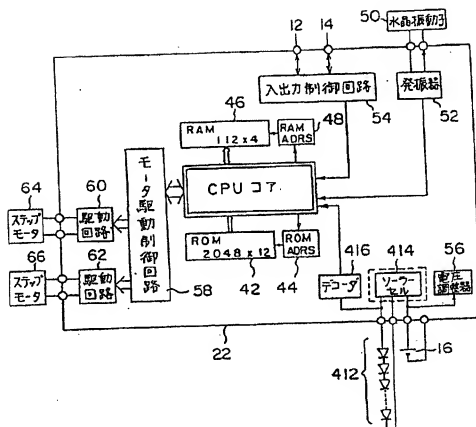 50
水晶振動子
12
14
入出力制御回路
発振器
52
54
46
RAM
112×4
RAM
ADRS
48
CPUコア
モータ駆動制御回路
64
60
ステップ
モータ
駆動
回路
66
62
ステップ
モータ
駆動
回路
58
ROM
2048×12
ROM
ADRS
42
44
416
デコーダ
414
ソーラー
セル
56
電圧
調整器
22
16
412